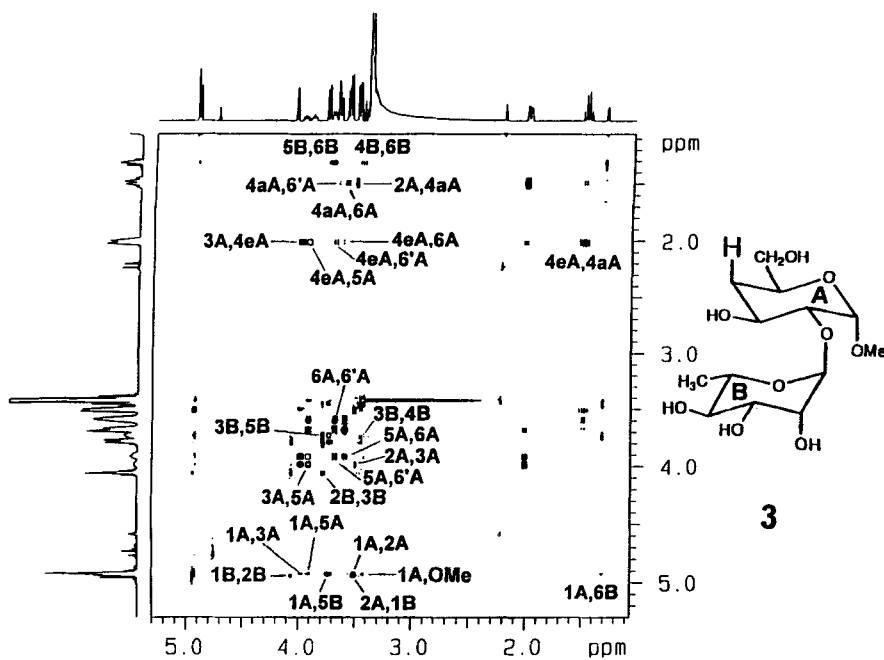 ppm
5B,6B 4B,6B
4aA,6'A 2A,4aA
4aA,6A
3A,4eA 4eA,6A
4eA,6'A 4eA,4aA
4eA,5A
2.0
3.0
6A,6'A
3B,5B 3B,4B
5A,6A
2A,3A
4.0
5A,6'A
3A,5A 2B,3B
1A,3A 1A,5A 1A,2A
1B,2B 1A,OMe
5.0
1A,5B 2A,1B 1A,6B
5.0 4.0 3.0 2.0 ppm
H
CH₂OH
O
A
HO
O OMe
H₃C
B O
HO
HO
OH
3